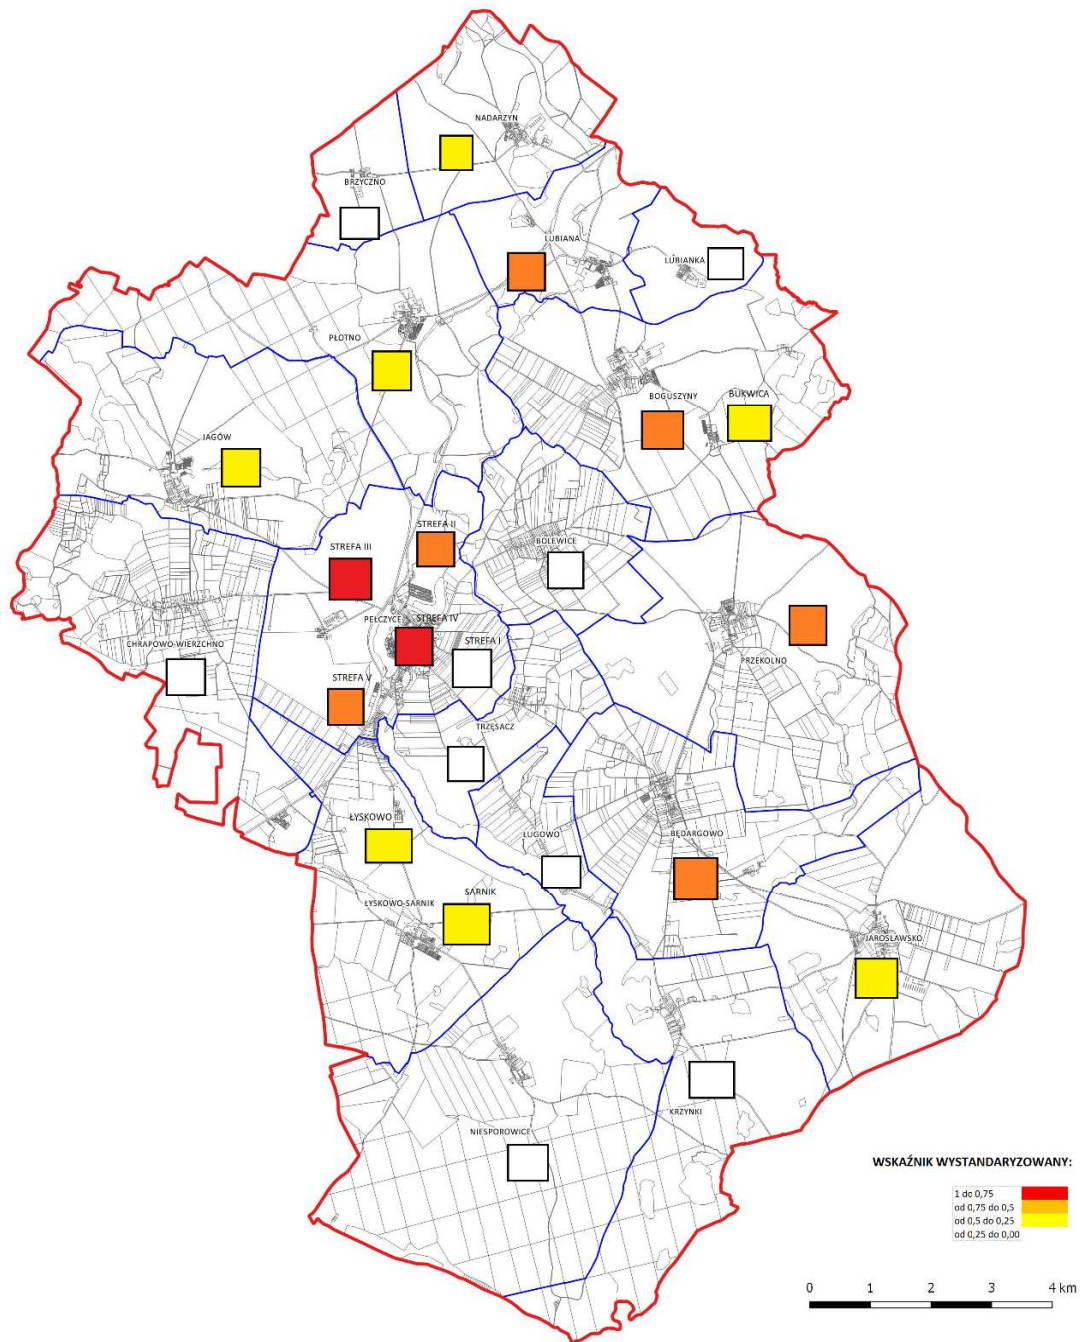 NADARZYN
BRZYCZNO
LUBIANA
LUBIANKA
PŁOTNO
BOGUSZYNY
BUKWICA
JAGÓW
STREFA II
STREFA III
BOLEWICE
PEŁCZYCE
STREFA IV
STREFA I
CHRAPOWO-WIERZCHNO
PRZEKOLNO
STREFA V
TRZĘSACZ
ŁYSKOWO
ŁUGOWO
BĘDARGOWO
SARNIK
ŁYSKOWO-SARNIK
JAROSŁAWSKO
KRZYNKI
NIESPOROWICE
WSKAŹNIK WYSTANDARYZOWANY:
1 do 0,75
od 0,75 do 0,5
od 0,5 do 0,25
od 0,25 do 0,00
0 1 2 3 4 km